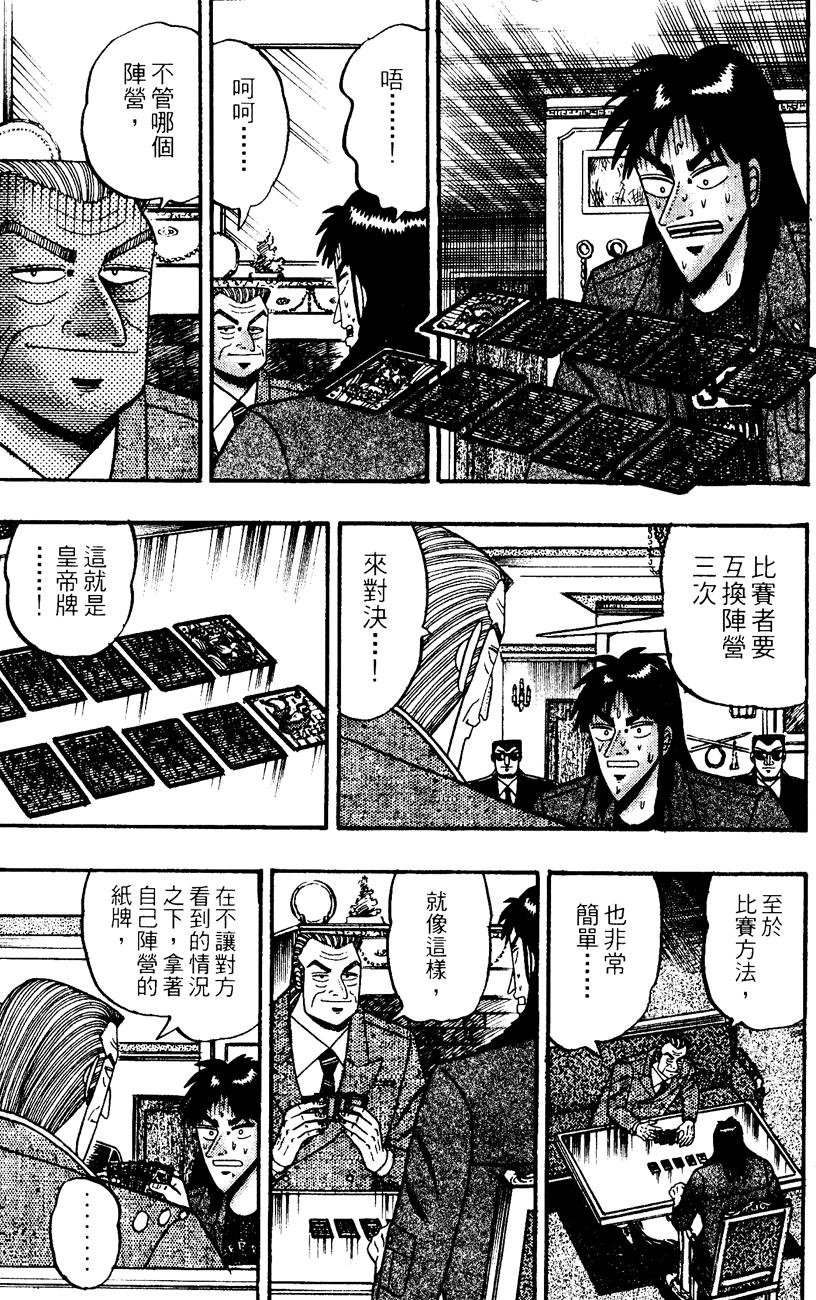 唔……！
呵呵……
不管哪個
陣營，
比賽者要
互換陣營
三次
來對決…！
這就是
皇帝牌
……！
至於
比賽方法，
也非常
簡單……
就像這樣，
在不讓對方
看到的情況
之下，拿著
自己陣營的
紙牌，
……